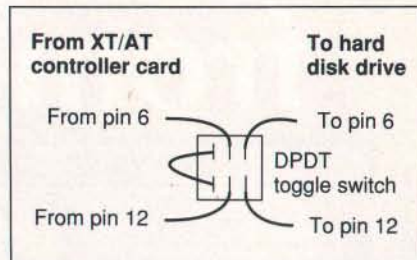 From XT/AT
controller card
To hard
disk drive
From pin 6
To pin 6
DPDT
toggle switch
From pin 12
To pin 12